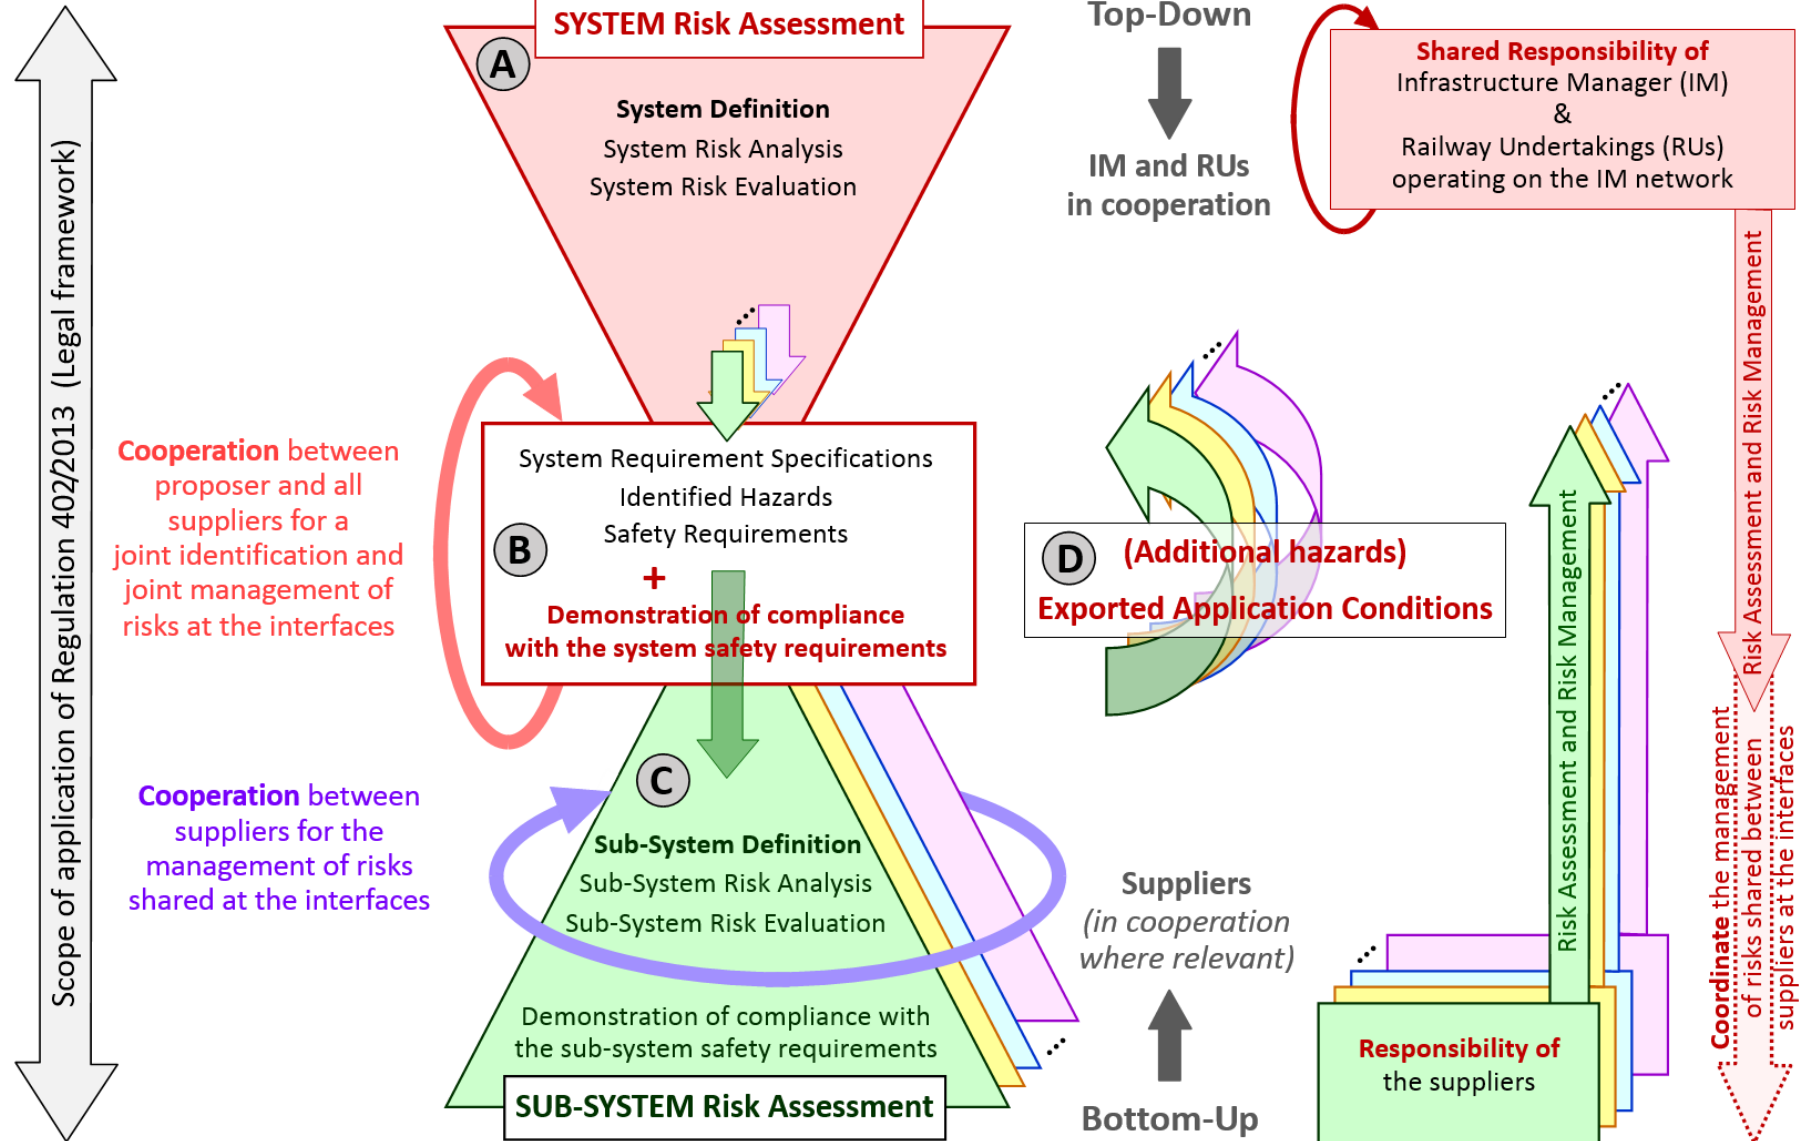 SYSTEM Risk Assessment
A
System Definition
System Risk Analysis
System Risk Evaluation
Top-Down
IM and RUs
in cooperation
Shared Responsibility of
Infrastructure Manager (IM)
&
Railway Undertakings (RUs)
operating on the IM network
Scope of application of Regulation 402/2013 (Legal framework)
Cooperation between
proposer and all
suppliers for a
joint identification and
joint management of
risks at the interfaces
System Requirement Specifications
Identified Hazards
Safety Requirements
B
+
Demonstration of compliance
with the system safety requirements
D
(Additional hazards)
Exported Application Conditions
Risk Assessment and Risk Management
Risk Assessment and Risk Management
Coordinate the management
of risks shared between
suppliers at the interfaces
Cooperation between
suppliers for the
management of risks
shared at the interfaces
C
Sub-System Definition
Sub-System Risk Analysis
Sub-System Risk Evaluation
Demonstration of compliance with
the sub-system safety requirements
SUB-SYSTEM Risk Assessment
Suppliers
(in cooperation
where relevant)
Bottom-Up
Responsibility of
the suppliers